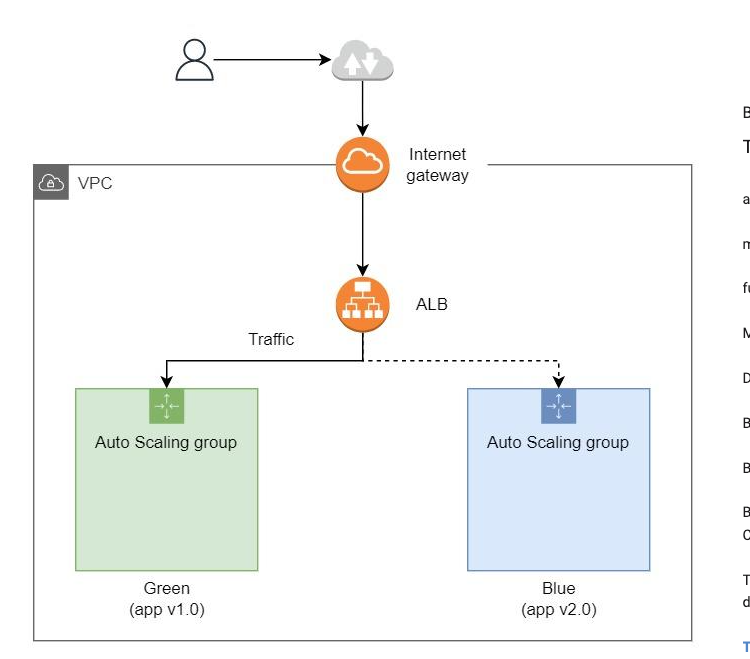 Internet
gateway
VPC
ALB
Traffic
Auto Scaling group
Auto Scaling group
Green
(app v1.0)
Blue
(app v2.0)